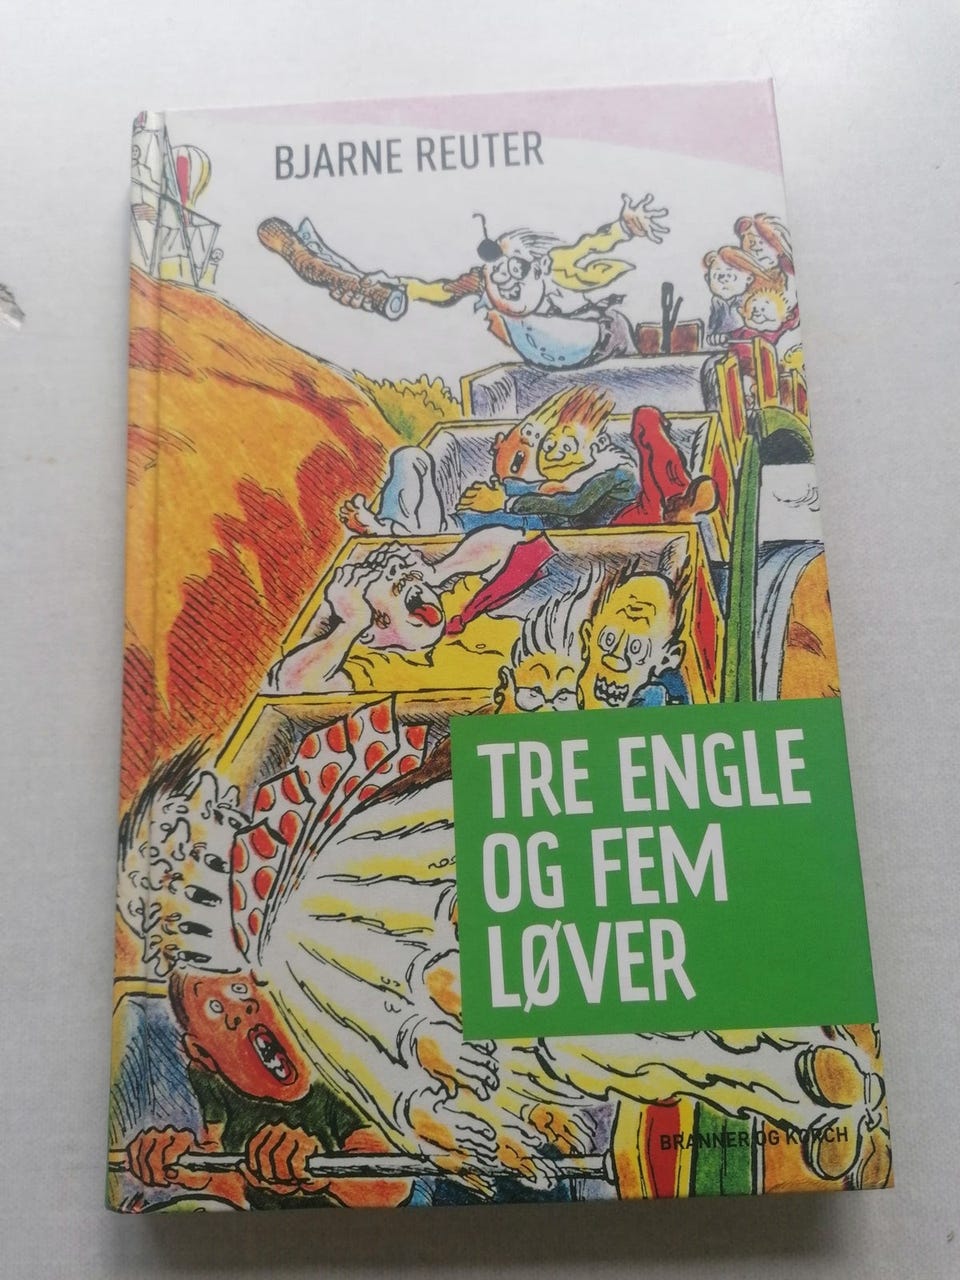 BJARNE REUTER
TRE ENGLE
OG FEM
LØVER
BRANNER OG KORCH